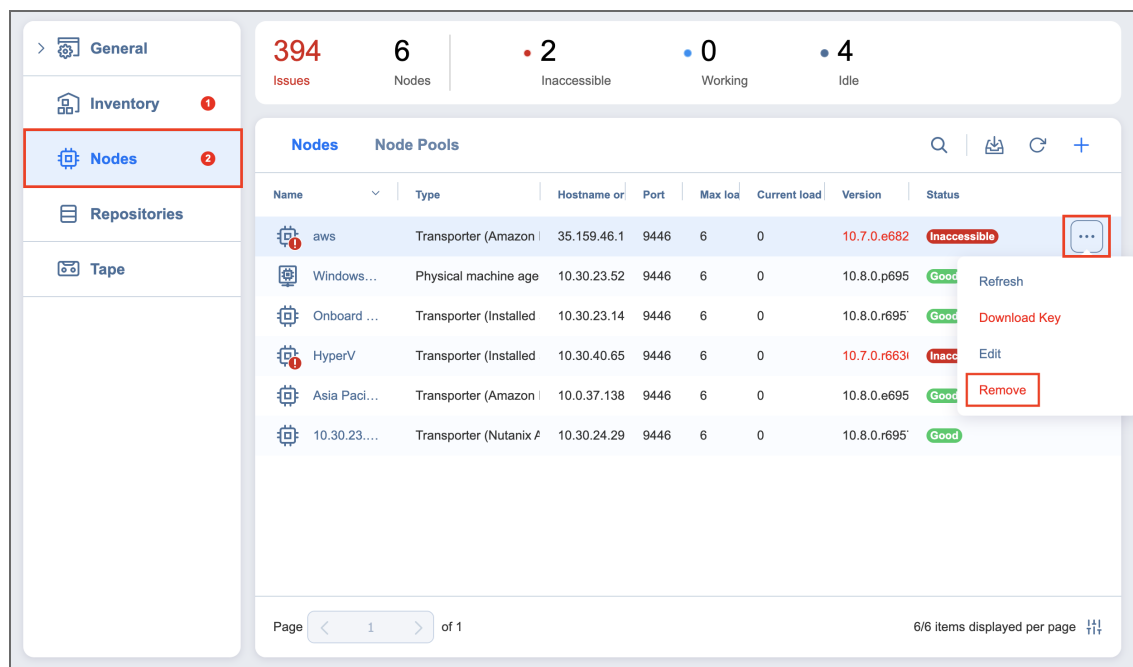 General
Inventory 1
Nodes 2
Repositories
Tape
394 6 2 0 4
Issues Nodes Inaccessible Working Idle
Nodes Node Pools
Name Type Hostname or Port Max loa Current load Version Status
aws Transporter (Amazon 35.159.46.1 9446 6 0 10.7.0.e682 Inaccessible ...
Windows... Physical machine age 10.30.23.52 9446 6 0 10.8.0.p695 Good
Onboard ... Transporter (Installed 10.30.23.14 9446 6 0 10.8.0.r695 Good
HyperV Transporter (Installed 10.30.40.65 9446 6 0 10.7.0.r663 Inacc
Asia Paci... Transporter (Amazon 10.0.37.138 9446 6 0 10.8.0.e695 Good
10.30.23.... Transporter (Nutanix 10.30.24.29 9446 6 0 10.8.0.r695 Good
Refresh
Download Key
Edit
Remove
Page 1 of 1
6/6 items displayed per page